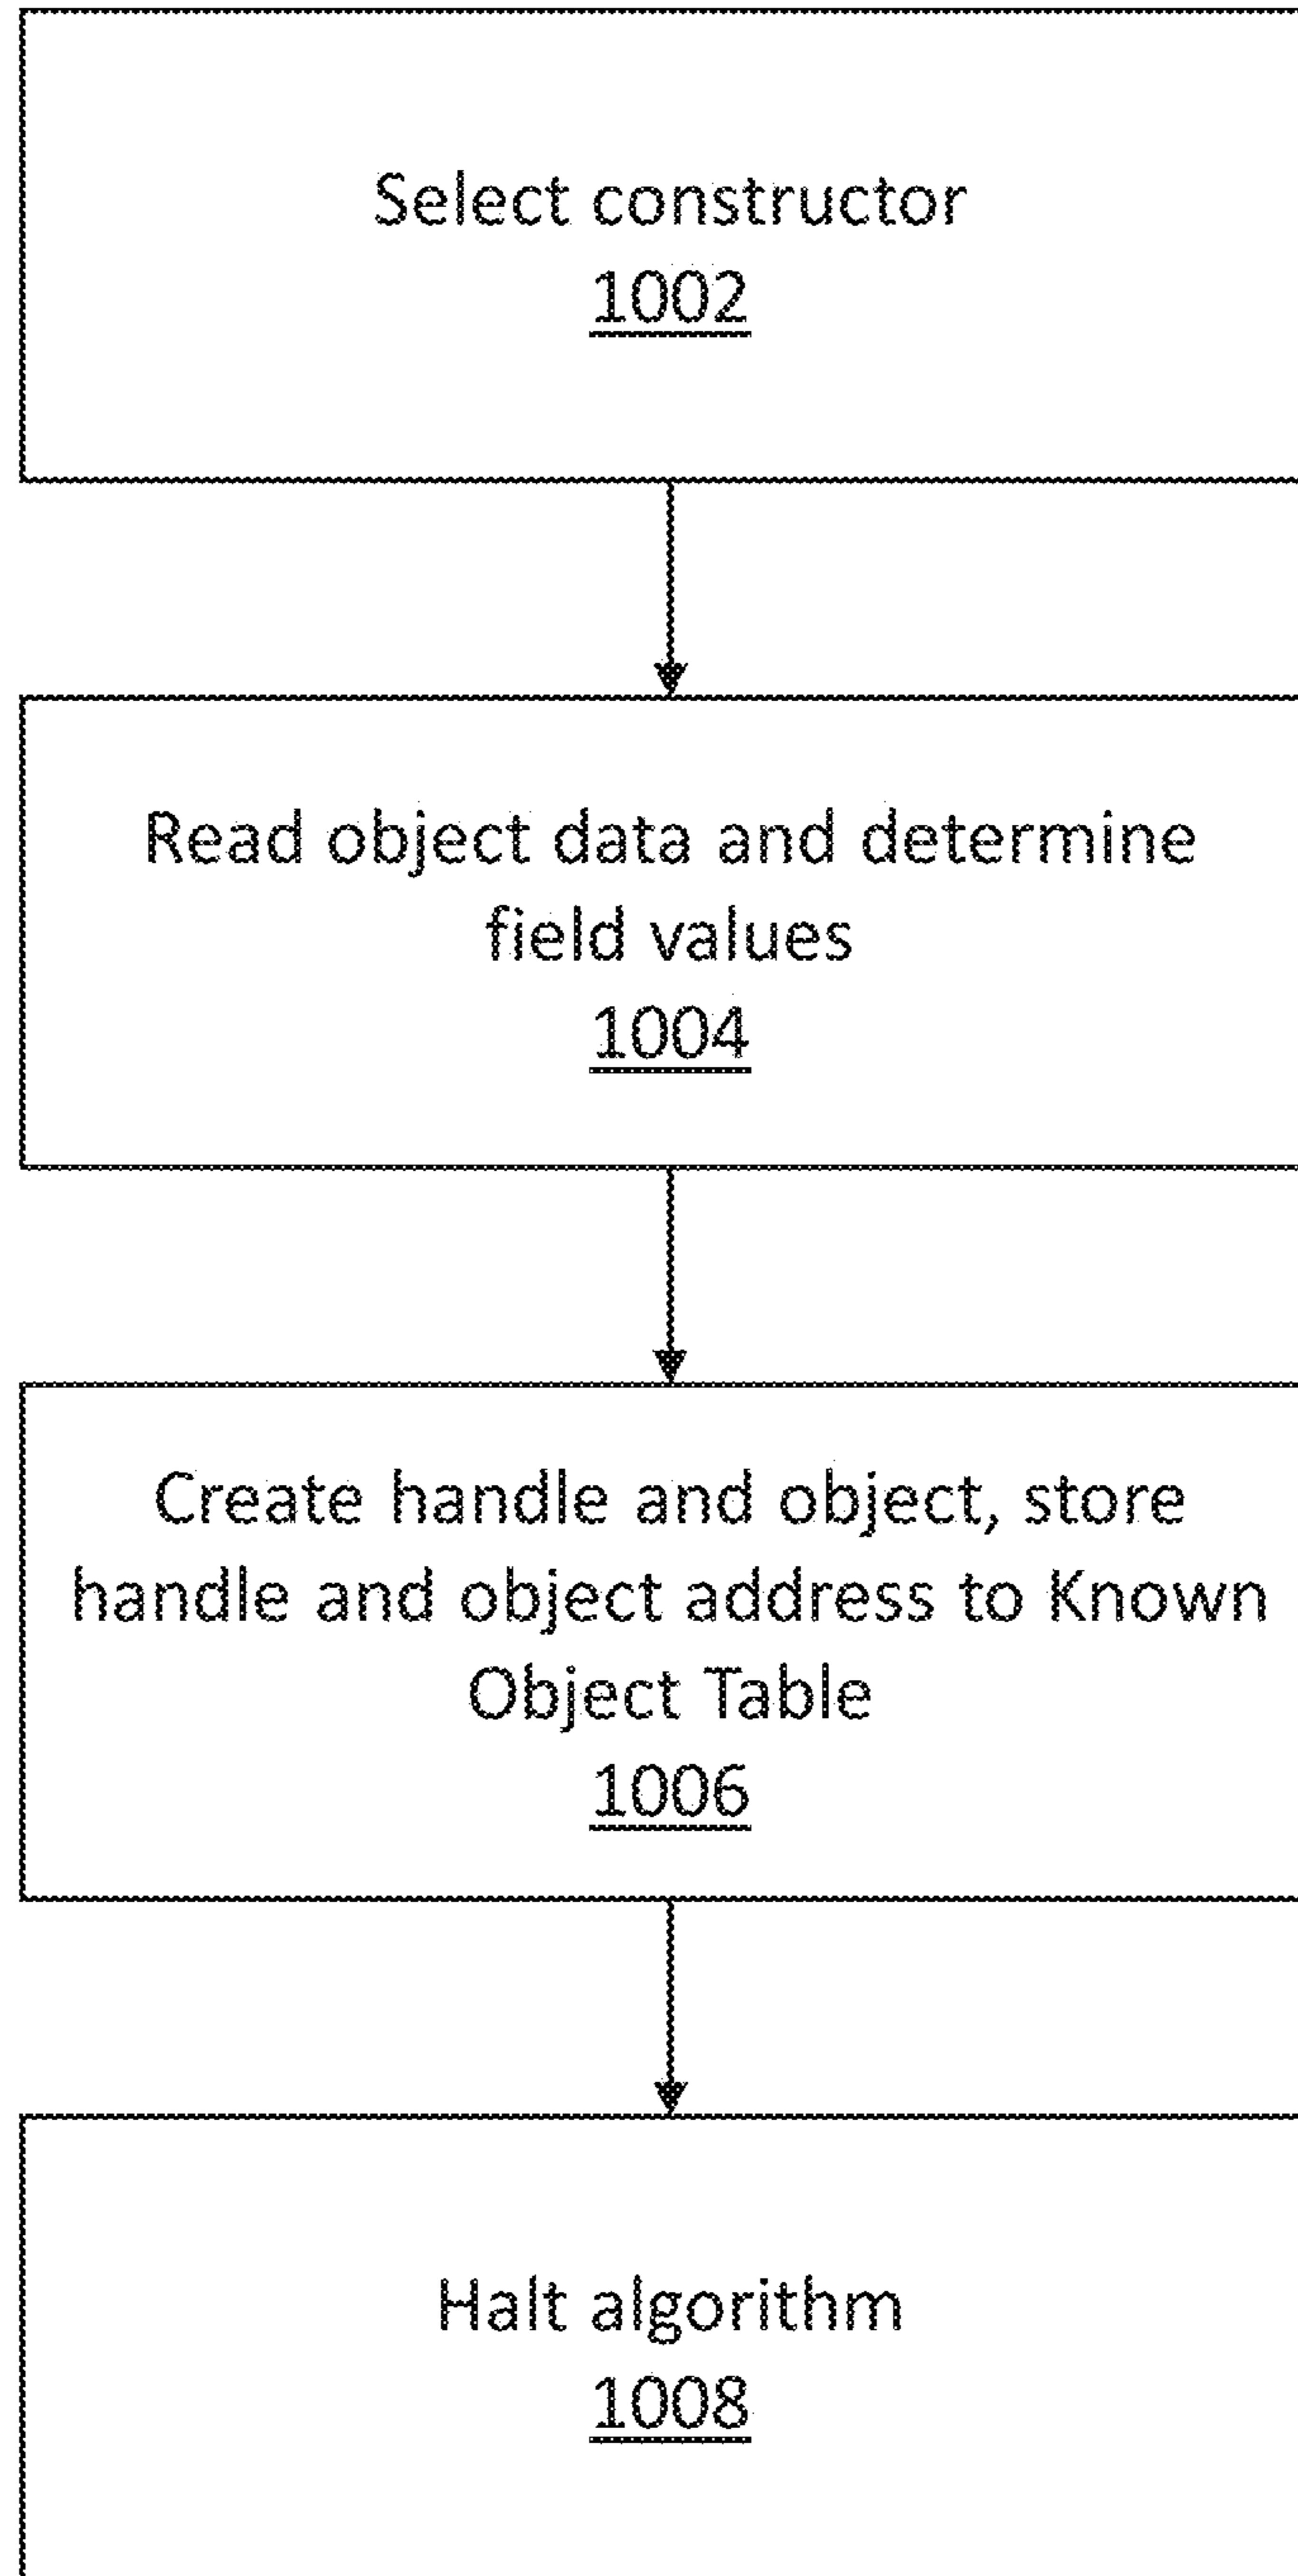 Select constructor
1002
Read object data and determine
field values
1004
Create handle and object, store
handle and object address to Known
Object Table
1006
Halt algorithm
1008